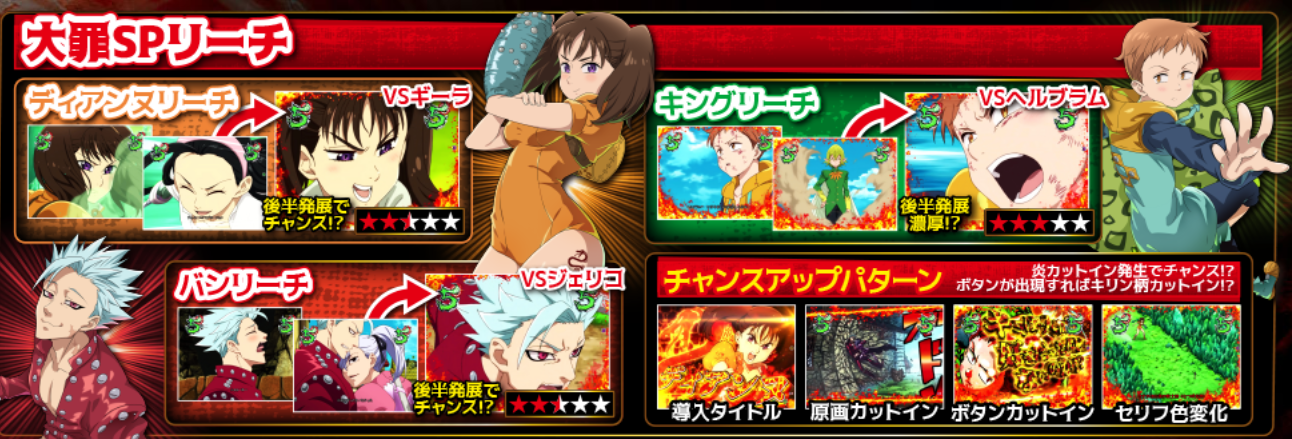 大罪SPリーチ
ディアンヌリーチ
VSギーラ
後半発展で
チャンス!?
キングリーチ
VSヘルブラム
後半発展
濃厚!?
バンリーチ
VSジェリコ
後半発展で
チャンス!?
チャンスアップパターン
炎カットイン発生でチャンス!?
ボタンが出現すればキリン柄カットイン!?
導入タイトル
原画カットイン
ボタンカットイン
セリフ色変化